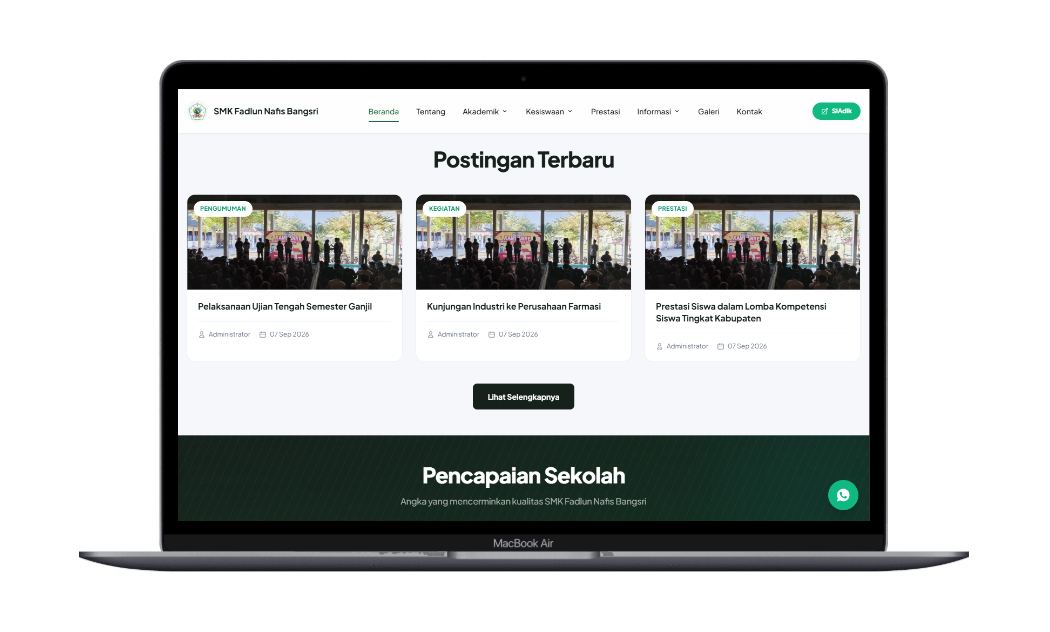 SMK Fadlun Nafis Bangsri
Beranda
Tentang
Akademik
Kesiswaan
Prestasi
Informasi
Galeri
Kontak
SIAdik
Postingan Terbaru
PENGUMUMAN
Pelaksanaan Ujian Tengah Semester Ganjil
Administrator
07 Sep 2026
KEGIATAN
Kunjungan Industri ke Perusahaan Farmasi
Administrator
07 Sep 2026
PRESTASI
Prestasi Siswa dalam Lomba Kompetensi
Siswa Tingkat Kabupaten
Administrator
07 Sep 2026
Lihat Selengkapnya
Pencapaian Sekolah
Angka yang mencerminkan kualitas SMK Fadlun Nafis Bangsri
MacBook Air